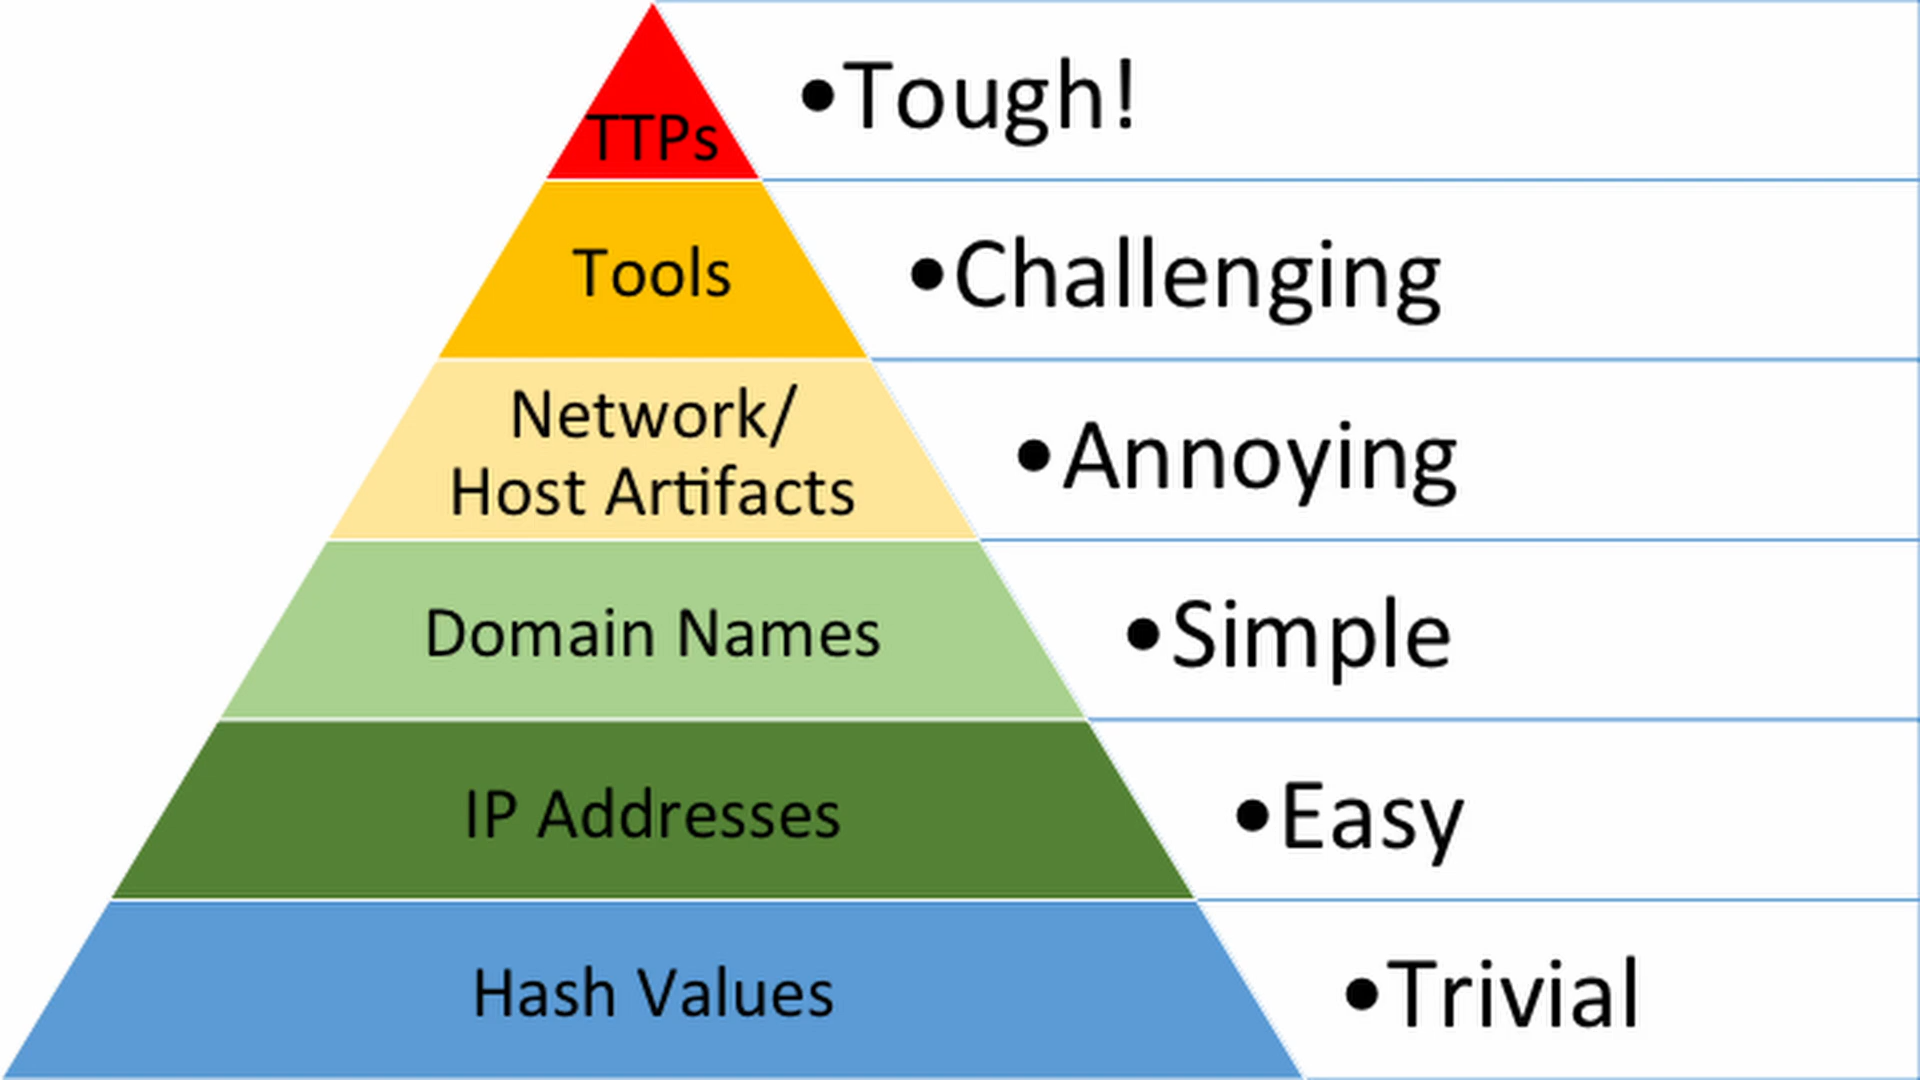 TTPs
•Tough!
Tools
•Challenging
Network/
Host Artifacts
•Annoying
Domain Names
•Simple
IP Addresses
•Easy
Hash Values
•Trivial